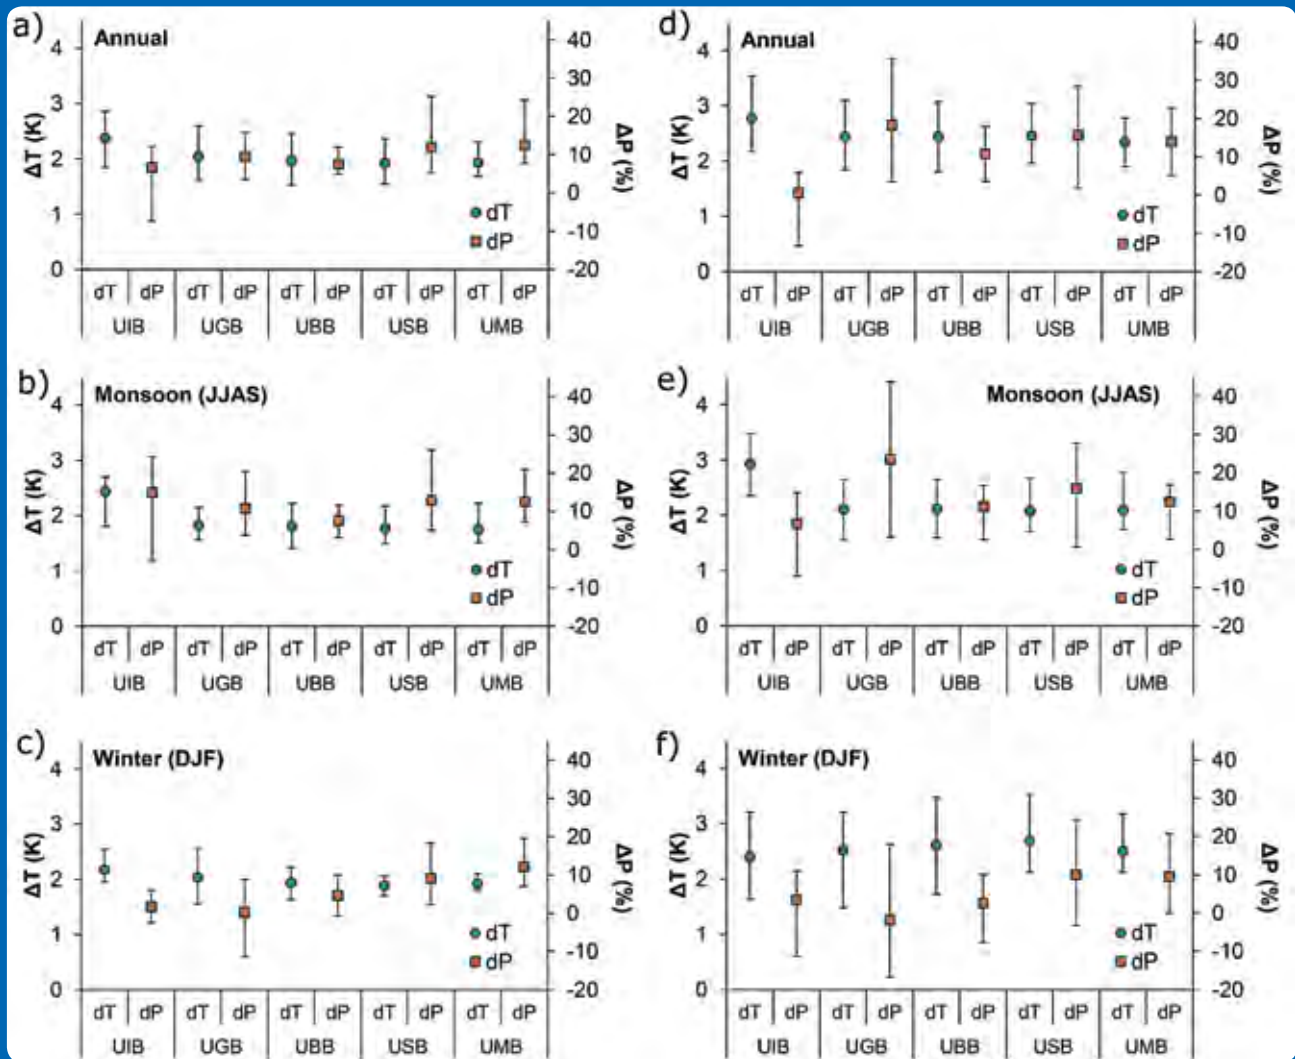 a)
Annual
4
3
2
1
0
ΔT (K)
40
30
20
10
0
-10
-20
ΔP (%)
dT
dP
dT dP dT dP dT dP dT dP dT dP
UIB UGB UBB USB UMB
d)
Annual
4
3
2
1
0
ΔT (K)
40
30
20
10
0
-10
-20
ΔP (%)
dT
dP
dT dP dT dP dT dP dT dP dT dP
UIB UGB UBB USB UMB
b)
Monsoon (JJAS)
4
3
2
1
0
ΔT (K)
40
30
20
10
0
-10
-20
ΔP (%)
dT
dP
dT dP dT dP dT dP dT dP dT dP
UIB UGB UBB USB UMB
e)
Monsoon (JJAS)
4
3
2
1
0
ΔT (K)
40
30
20
10
0
-10
-20
ΔP (%)
dT
dP
dT dP dT dP dT dP dT dP dT dP
UIB UGB UBB USB UMB
c)
Winter (DJF)
4
3
2
1
0
ΔT (K)
40
30
20
10
0
-10
-20
ΔP (%)
dT
dP
dT dP dT dP dT dP dT dP dT dP
UIB UGB UBB USB UMB
f)
Winter (DJF)
4
3
2
1
0
ΔT (K)
40
30
20
10
0
-10
-20
ΔP (%)
dT
dP
dT dP dT dP dT dP dT dP dT dP
UIB UGB UBB USB UMB